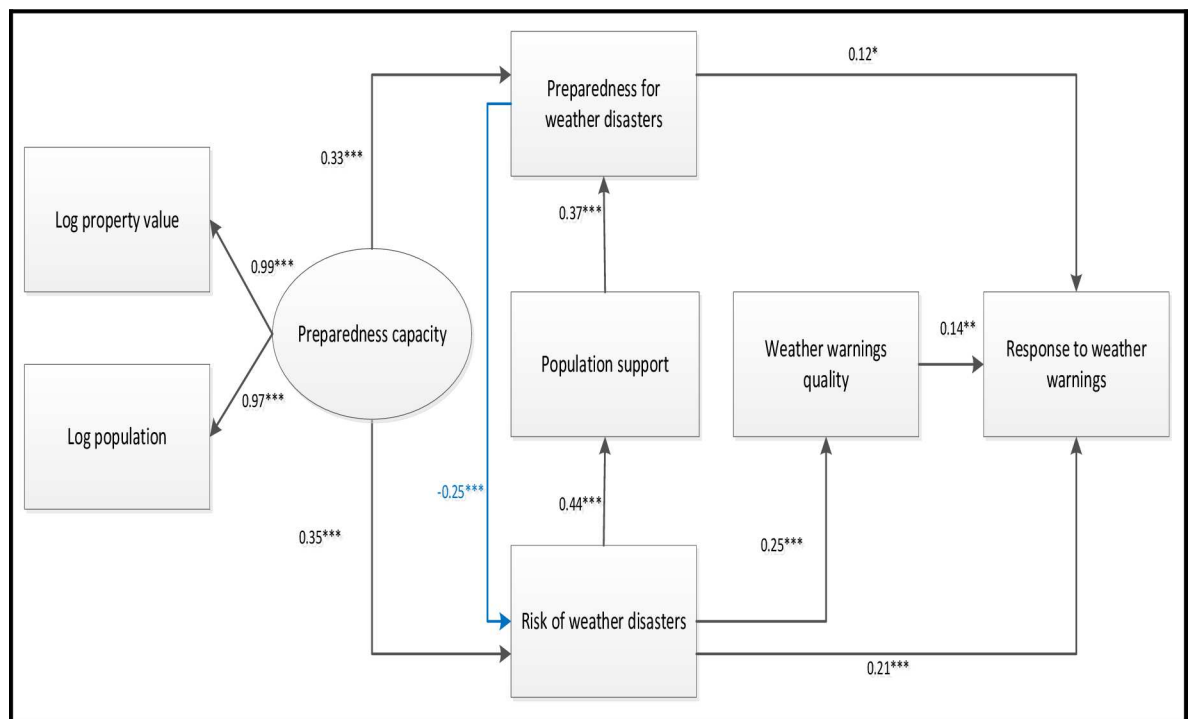 Preparedness for
weather disasters
0.12*
0.33***
Log property value
0.37***
0.99***
Preparedness capacity
Population support
Weather warnings
quality
0.14**
Response to weather
warnings
0.97***
Log population
-0.25***
0.44***
0.35***
0.25***
Risk of weather disasters
0.21***